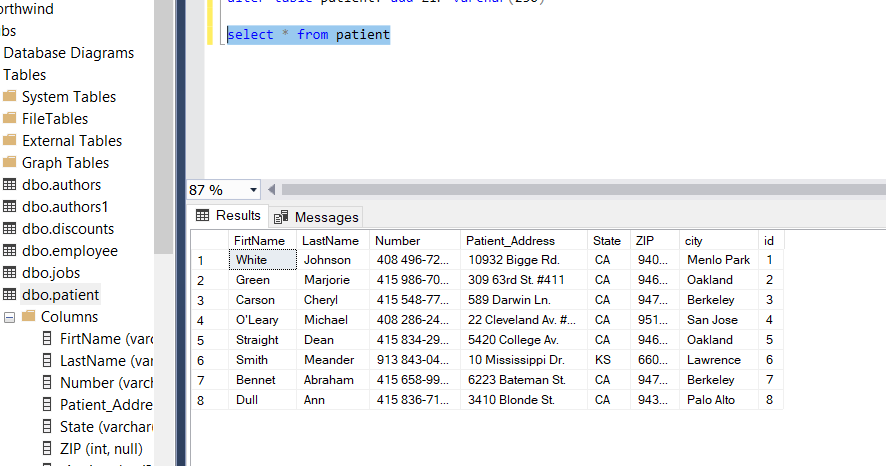 orthwind
bs
Database Diagrams
Tables
System Tables
FileTables
External Tables
Graph Tables
dbo.authors
dbo.authors1
dbo.discounts
dbo.employee
dbo.jobs
dbo.patient
Columns
FirtName (varc
LastName (var
Number (varch
Patient_Addre
State (varchar(
ZIP (int, null)
select * from patient
87 %
Results Messages
FirtName LastName Number Patient_Address State ZIP city id
1 White Johnson 408 496-72... 10932 Bigge Rd. CA 940... Menlo Park 1
2 Green Marjorie 415 986-70... 309 63rd St. #411 CA 946... Oakland 2
3 Carson Cheryl 415 548-77... 589 Darwin Ln. CA 947... Berkeley 3
4 O'Leary Michael 408 286-24... 22 Cleveland Av. #... CA 951... San Jose 4
5 Straight Dean 415 834-29... 5420 College Av. CA 946... Oakland 5
6 Smith Meander 913 843-04... 10 Mississippi Dr. KS 660... Lawrence 6
7 Bennet Abraham 415 658-99... 6223 Bateman St. CA 947... Berkeley 7
8 Dull Ann 415 836-71... 3410 Blonde St. CA 943... Palo Alto 8